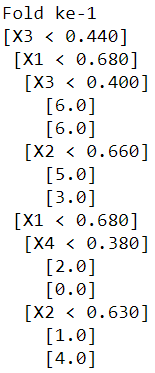 Fold ke-1
[X3 < 0.440]
 [X1 < 0.680]
  [X3 < 0.400]
    [6.0]
    [6.0]
  [X2 < 0.660]
    [5.0]
    [3.0]
 [X1 < 0.680]
  [X4 < 0.380]
    [2.0]
    [0.0]
  [X2 < 0.630]
    [1.0]
    [4.0]